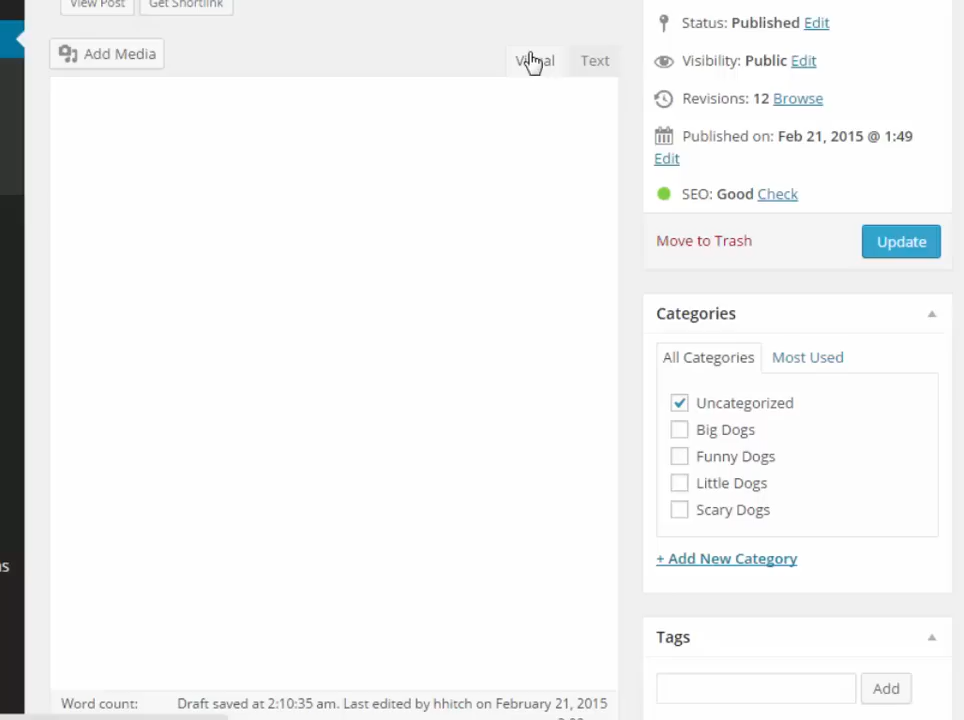 View Post
Get Shortlink
Add Media
Text
Status: Published Edit
Visibility: Public Edit
Revisions: 12 Browse
Published on: Feb 21, 2015 @ 1:49
Edit
SEO: Good Check
Move to Trash
Update
Categories
All Categories
Most Used
Uncategorized
Big Dogs
Funny Dogs
Little Dogs
Scary Dogs
+ Add New Category
Tags
Add
Word count:
Draft saved at 2:10:35 am. Last edited by hhitch on February 21, 2015